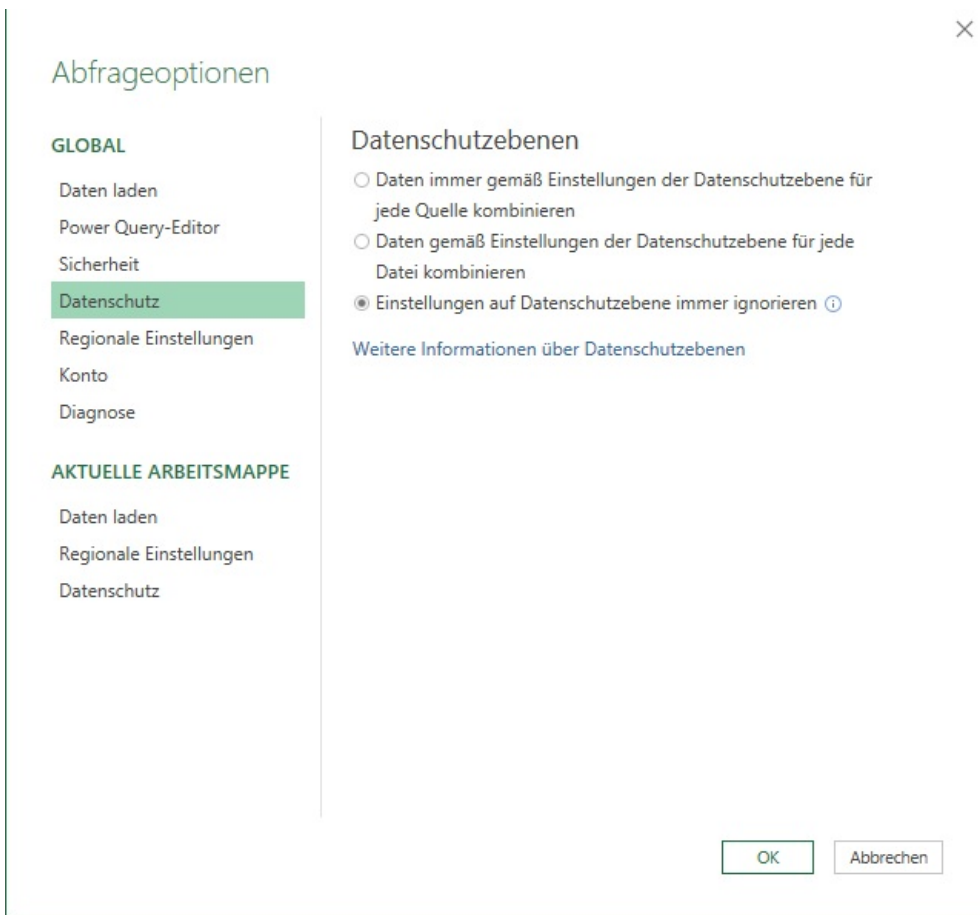 Abfrageoptionen
GLOBAL
Daten laden
Power Query-Editor
Sicherheit
Datenschutz
Regionale Einstellungen
Konto
Diagnose
AKTUELLE ARBEITSMAPPE
Daten laden
Regionale Einstellungen
Datenschutz
Datenschutzebenen
Daten immer gemäß Einstellungen der Datenschutzebene für
jede Quelle kombinieren
Daten gemäß Einstellungen der Datenschutzebene für jede
Datei kombinieren
Einstellungen auf Datenschutzebene immer ignorieren
Weitere Informationen über Datenschutzebenen
OK
Abbrechen